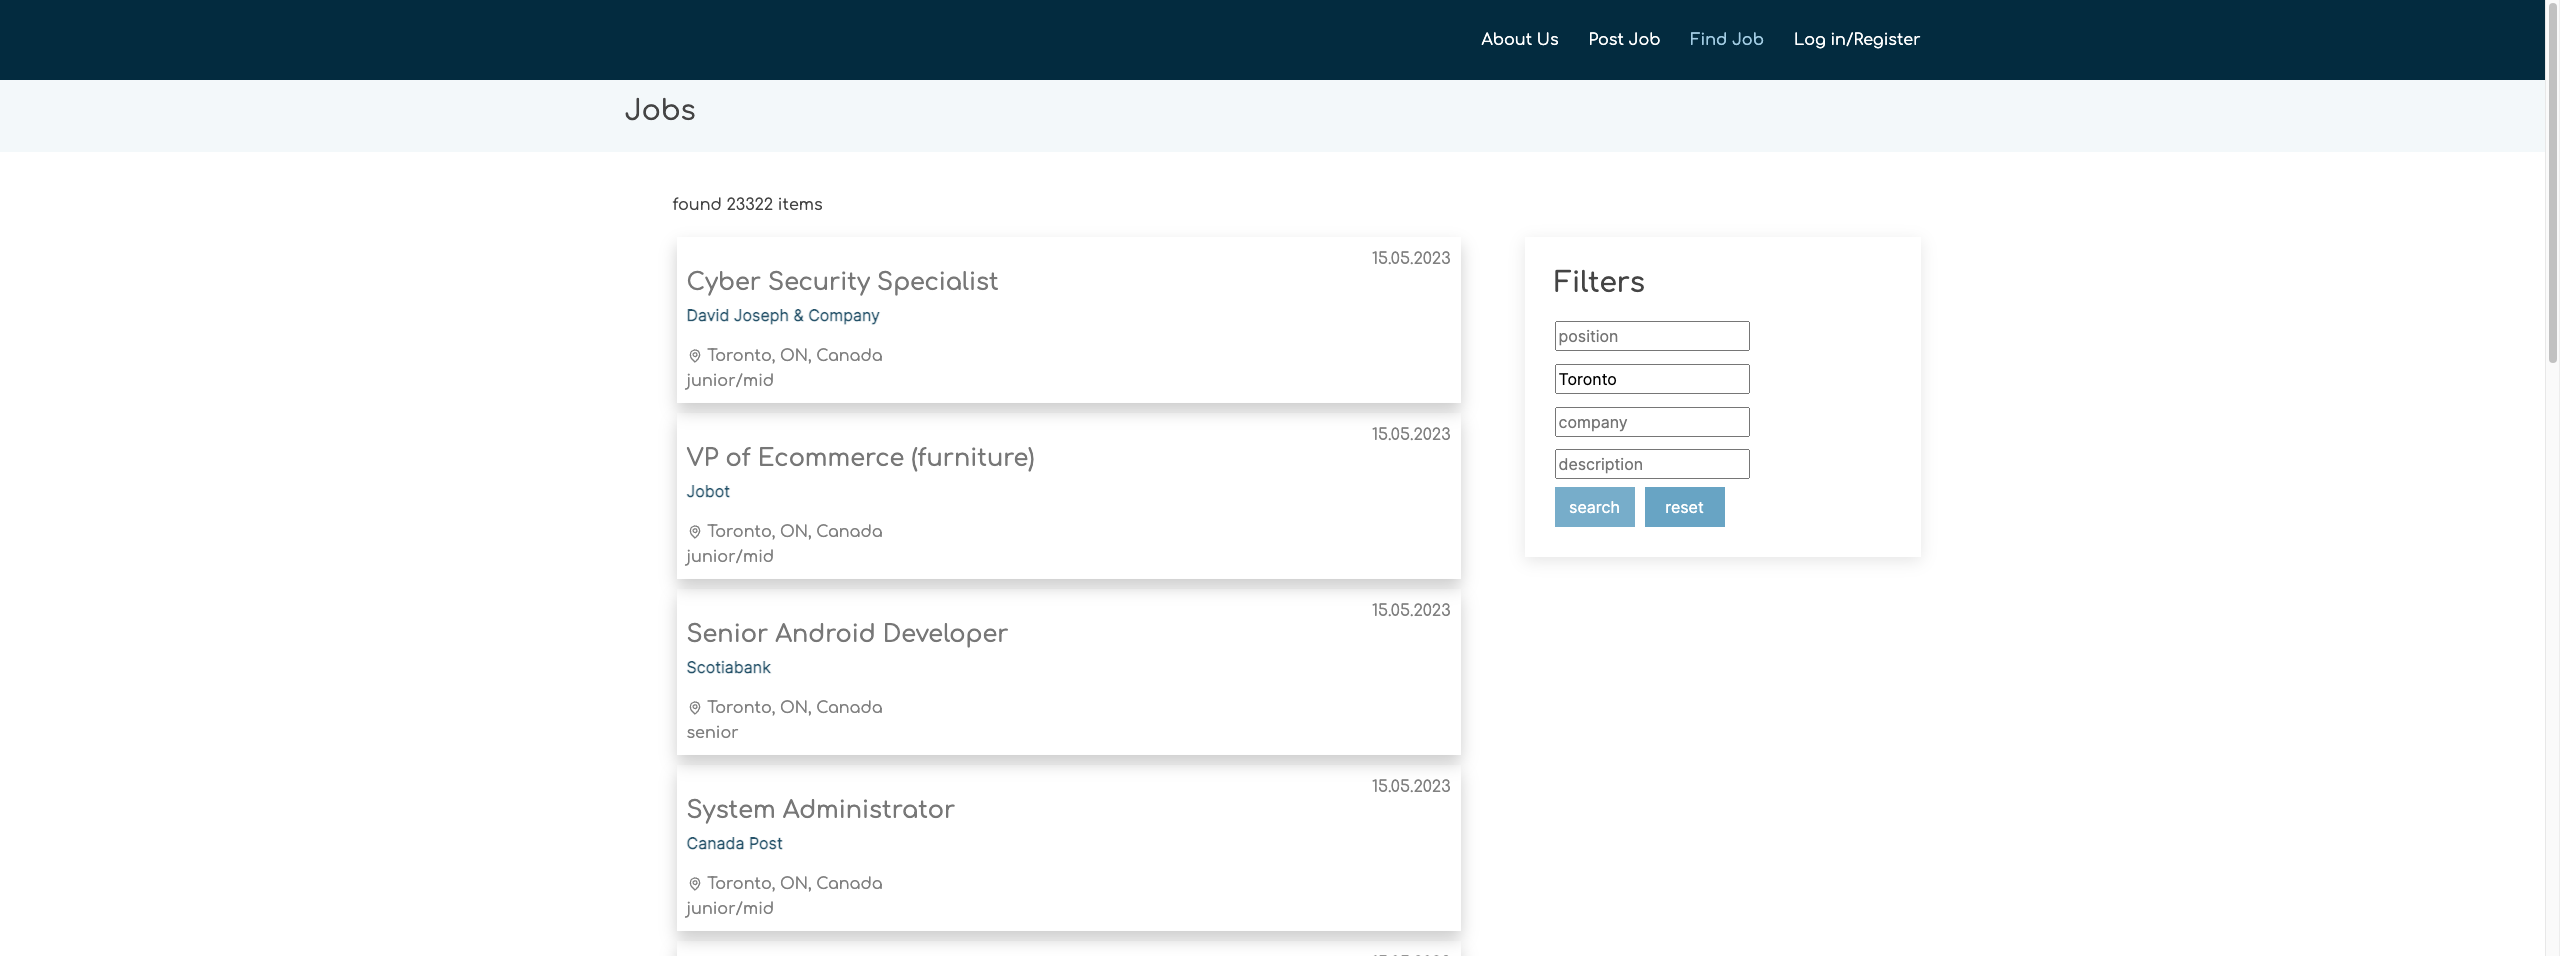 About Us Post Job Find Job Log in/Register
Jobs
found 23322 items
15.05.2023
Cyber Security Specialist
David Joseph & Company
Toronto, ON, Canada
junior/mid
15.05.2023
VP of Ecommerce (furniture)
Jobot
Toronto, ON, Canada
junior/mid
15.05.2023
Senior Android Developer
Scotiabank
Toronto, ON, Canada
senior
15.05.2023
System Administrator
Canada Post
Toronto, ON, Canada
junior/mid
Filters
position
Toronto
company
description
search reset